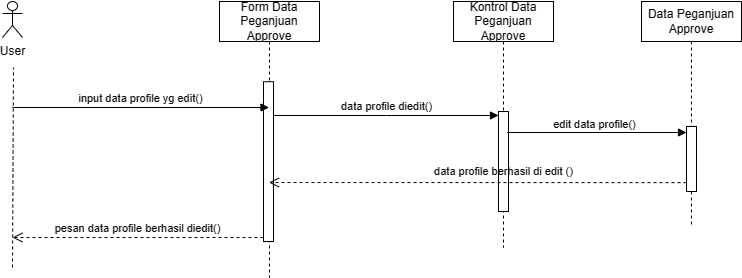 User
Form Data
Peganjuan
Approve
Kontrol Data
Peganjuan
Approve
Data Peganjuan
Approve
input data profile yg edit()
data profile diedit()
edit data profile()
data profile berhasil di edit ()
pesan data profile berhasil diedit()